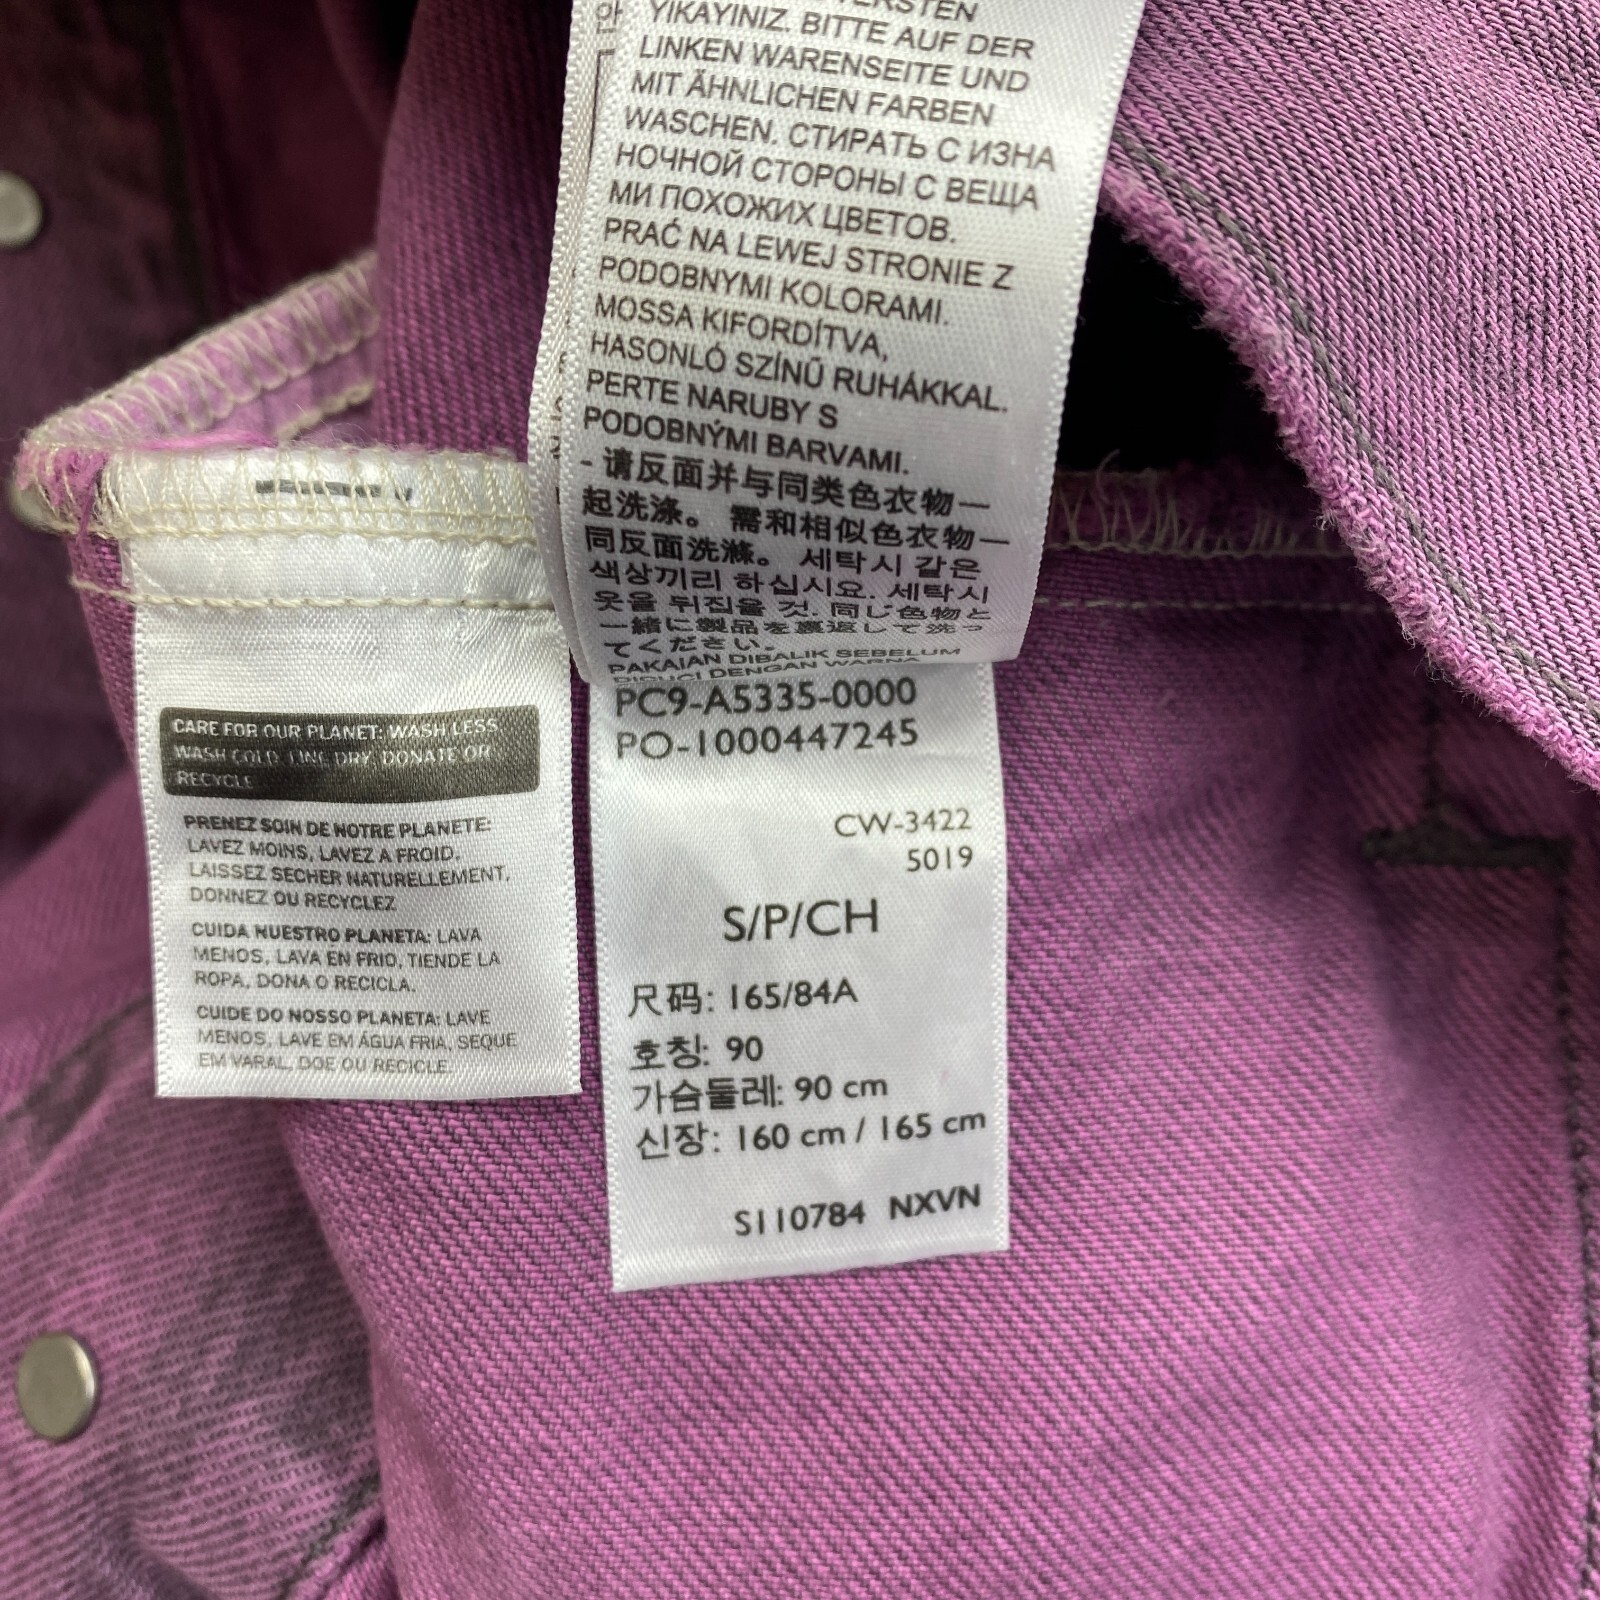 YIKAYINIZ. BITTE AUF DER
LINKEN WARENSEITE UND
MIT ÄHNLICHEN FARBEN
WASCHEN. СТИРАТЬ С ИЗНА
НОЧНОЙ СТОРОНЫ С ВЕЩА
МИ ПОХОЖИХ ЦВЕТОВ.
PRAĆ NA LEWEJ STRONIE Z
PODOBNYMI KOLORAMI.
MOSSA KIFORDÍTVA,
HASONLÓ SZÍNŰ RUHÁKKAL.
PERTE NARUBY S
PODOBNÝMI BARVAMI.
- 请反面并与同类色衣物一
起洗涤。需和相似色衣物一
同反面洗滌。세탁시 같은
색상끼리 하십시요. 세탁시
옷을 뒤집을 것. 同じ色物と
一緒に製品を裏返して洗っ
てください。
PAKAIAN DIBALIK SEBELUM
DICUCI DENGAN WARNA
PC9-A5335-0000
PO-1000447245
CW-3422
5019
S/P/CH
尺码: 165/84A
호칭: 90
가슴둘레: 90 cm
신장: 160 cm / 165 cm
S110784 NXVN
CARE FOR OUR PLANET: WASH LESS
WASH COLD, LINE DRY, DONATE OR
RECYCLE
PRENEZ SOIN DE NOTRE PLANETE:
LAVEZ MOINS, LAVEZ A FROID,
LAISSEZ SECHER NATURELLEMENT,
DONNEZ OU RECYCLEZ
CUIDA NUESTRO PLANETA: LAVA
MENOS, LAVA EN FRIO, TIENDE LA
ROPA, DONA O RECICLA.
CUIDE DO NOSSO PLANETA: LAVE
MENOS, LAVE EM ÁGUA FRIA, SEQUE
EM VARAL, DOE OU RECICLE.